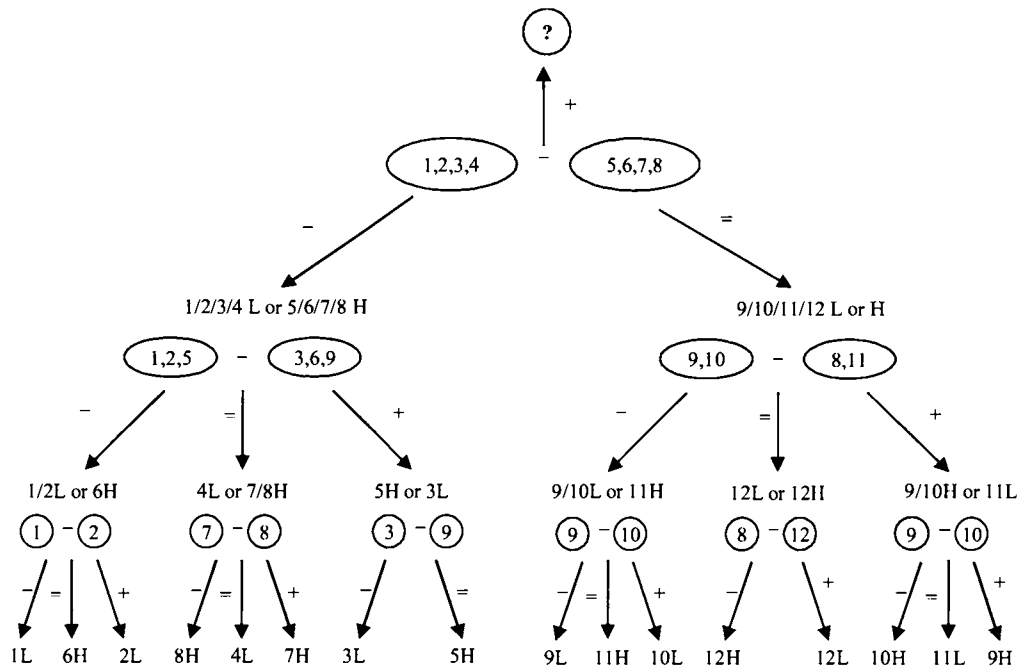 ?
+
1,2,3,4 - 5,6,7,8
- =
1/2/3/4 L or 5/6/7/8 H 9/10/11/12 L or H
1,2,5 - 3,6,9 9,10 - 8,11
- = + - = +
1/2L or 6H 4L or 7/8H 5H or 3L 9/10L or 11H 12L or 12H 9/10H or 11L
1 - 2 7 - 8 3 - 9 9 - 10 8 - 12 9 - 10
- = + - = + - = - = + - + - = +
1L 6H 2L 8H 4L 7H 3L 5H 9L 11H 10L 12H 12L 10H 11L 9H